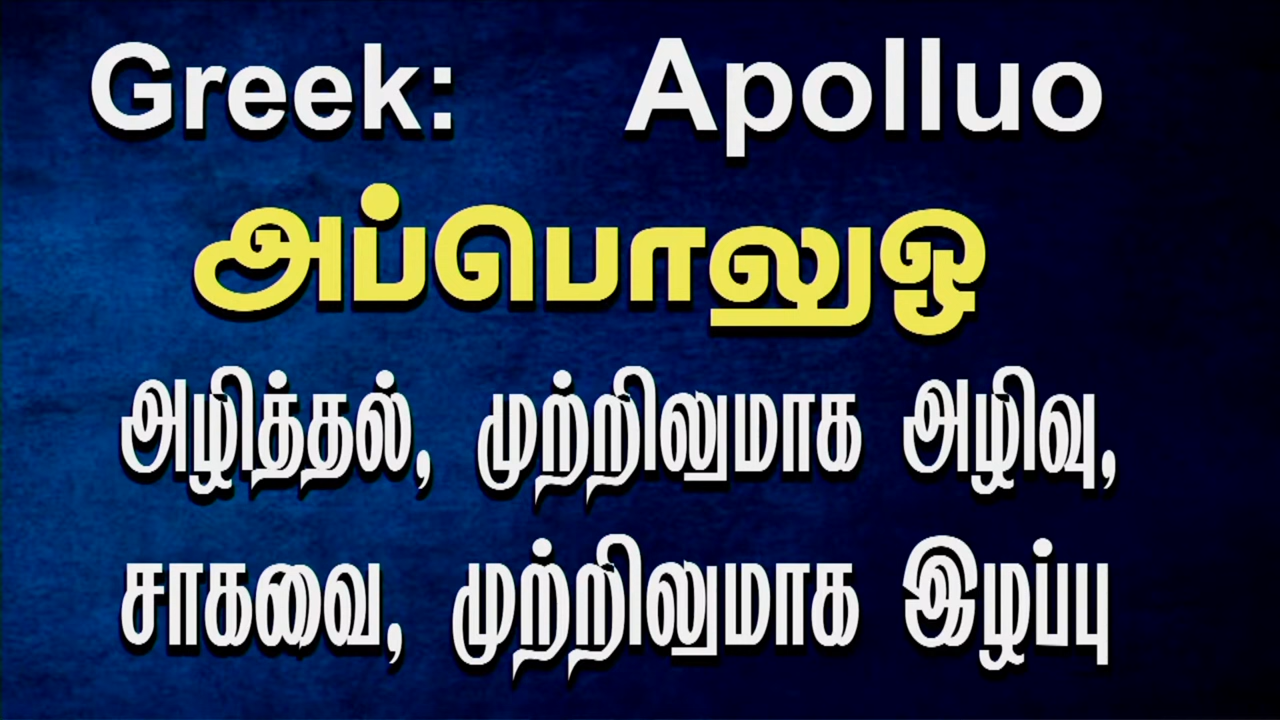 Greek: Apolluo
அப்பொலுஓ
அழித்தல், முற்றிலுமாக அழிவு,
சாகவை, முற்றிலுமாக இழப்பு